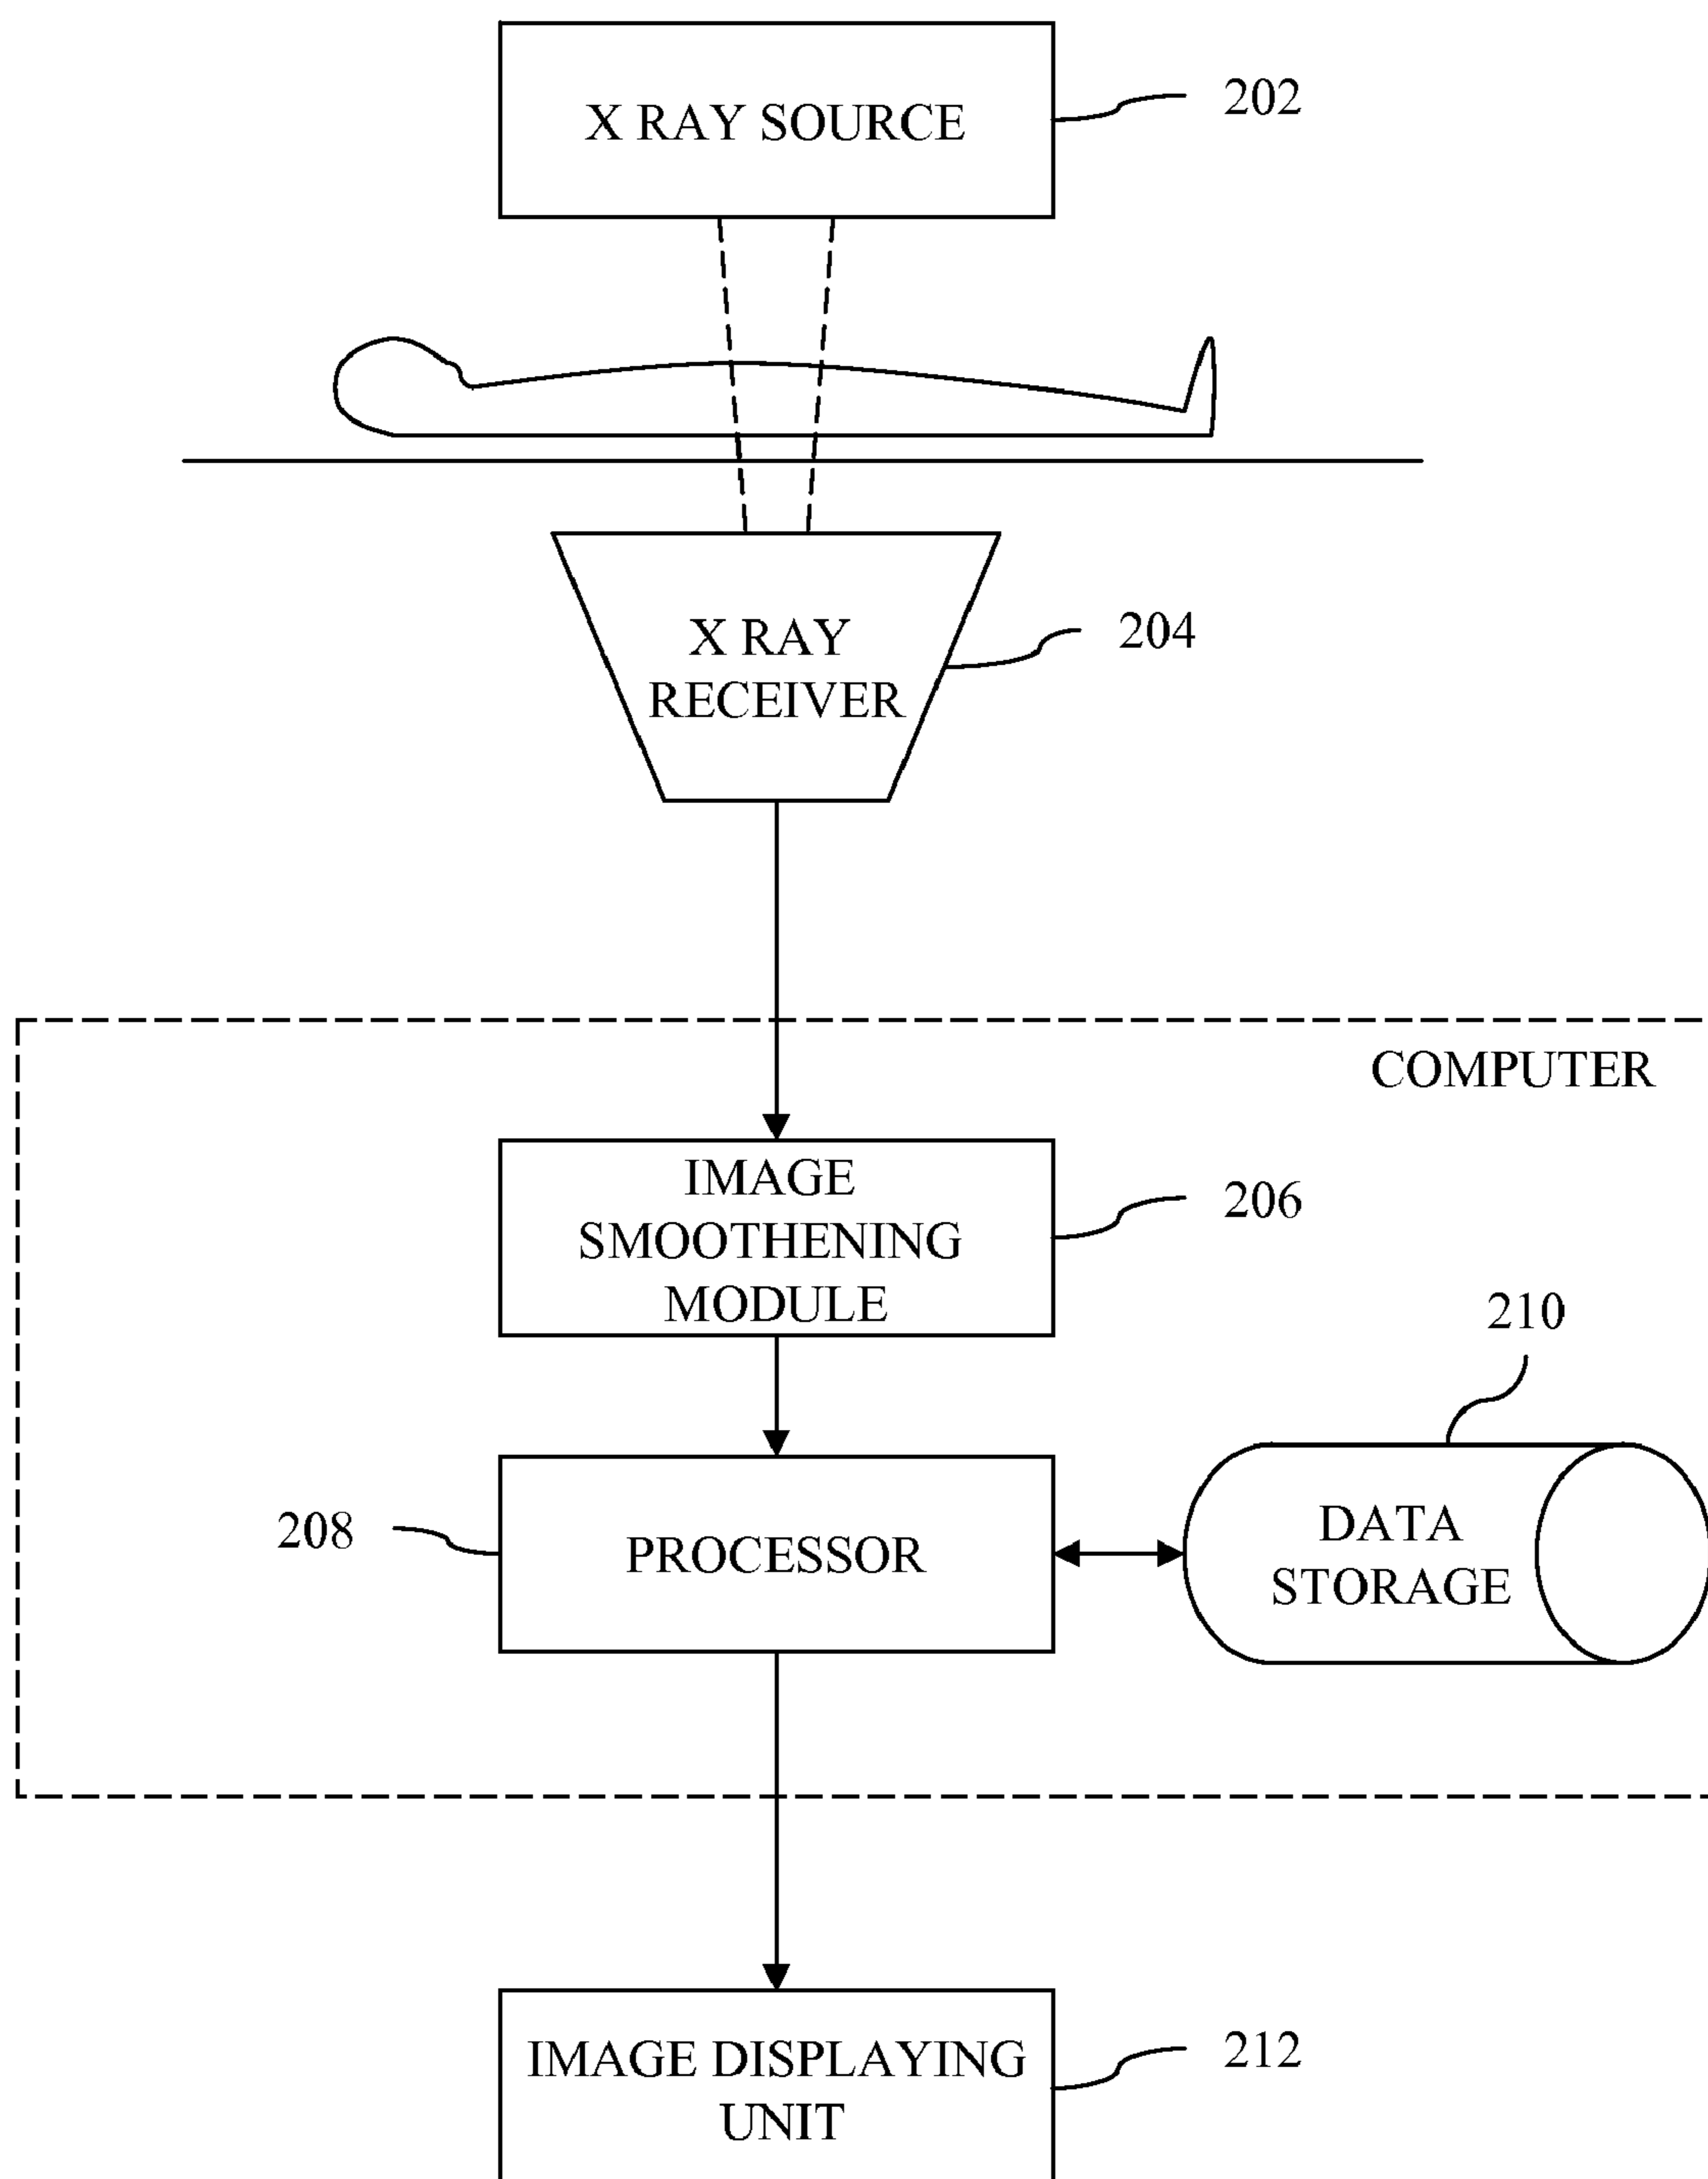 X RAY SOURCE
202
X RAY
RECEIVER
204
COMPUTER
IMAGE
SMOOTHENING
MODULE
206
210
208
PROCESSOR
DATA
STORAGE
IMAGE DISPLAYING
UNIT
212